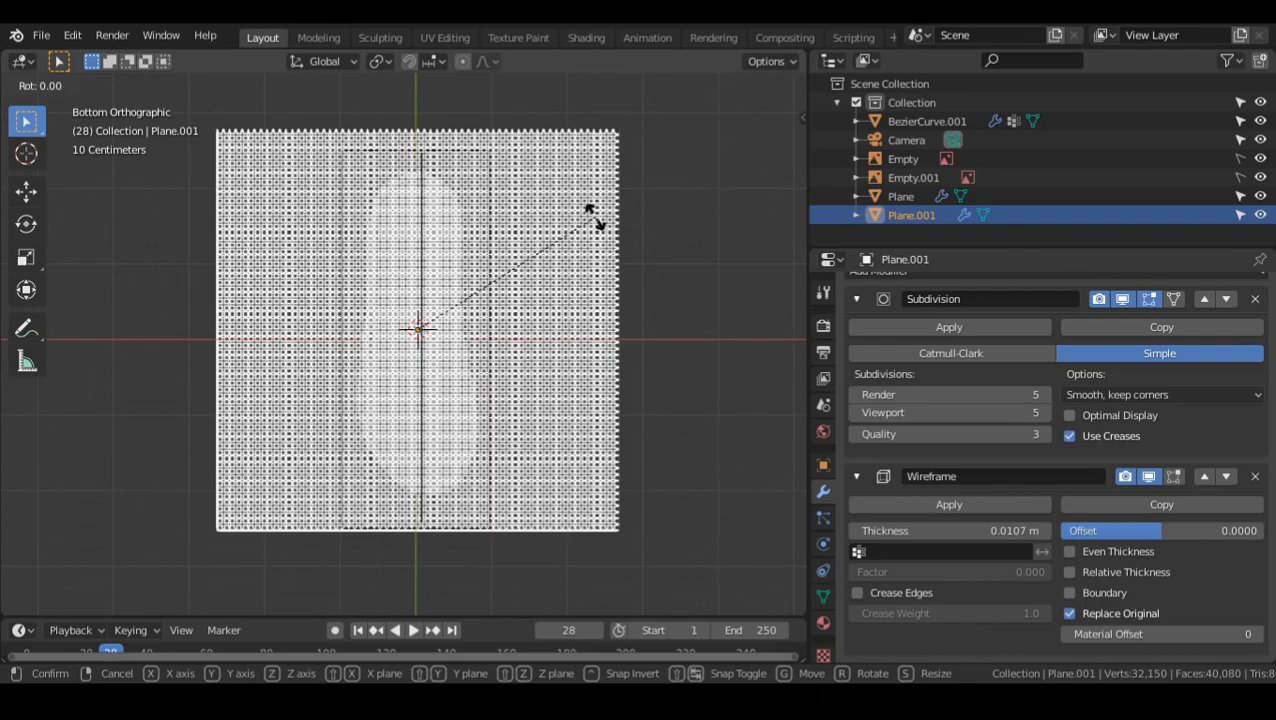 File Edit Render Window Help Layout Modeling Sculpting UV Editing Texture Paint Shading Animation Rendering Compositing Scripting + Scene View Layer
Global Options
Rot: 0.00
Bottom Orthographic
(28) Collection | Plane.001
10 Centimeters
Scene Collection
Collection
BezierCurve.001
Camera
Empty
Empty.001
Plane
Plane.001
Plane.001
Subdivision
Apply Copy
Catmull-Clark Simple
Subdivisions: Options:
Render 5 Smooth, keep corners
Viewport 5 Optimal Display
Quality 3 Use Creases
Wireframe
Apply Copy
Thickness 0.0107 m Offset 0.0000
Even Thickness
Factor 0.000 Relative Thickness
Crease Edges Boundary
Crease Weight 1.0 Replace Original
Material Offset 0
Playback Keying View Marker 28 Start 1 End 250
28
Confirm Cancel X X axis Y Y axis Z Z axis X X plane Y Y plane Z Z plane Snap Invert Snap Toggle G Move R Rotate S Resize Collection | Plane.001 | Verts:32,150 | Faces:40,080 | Tris:8